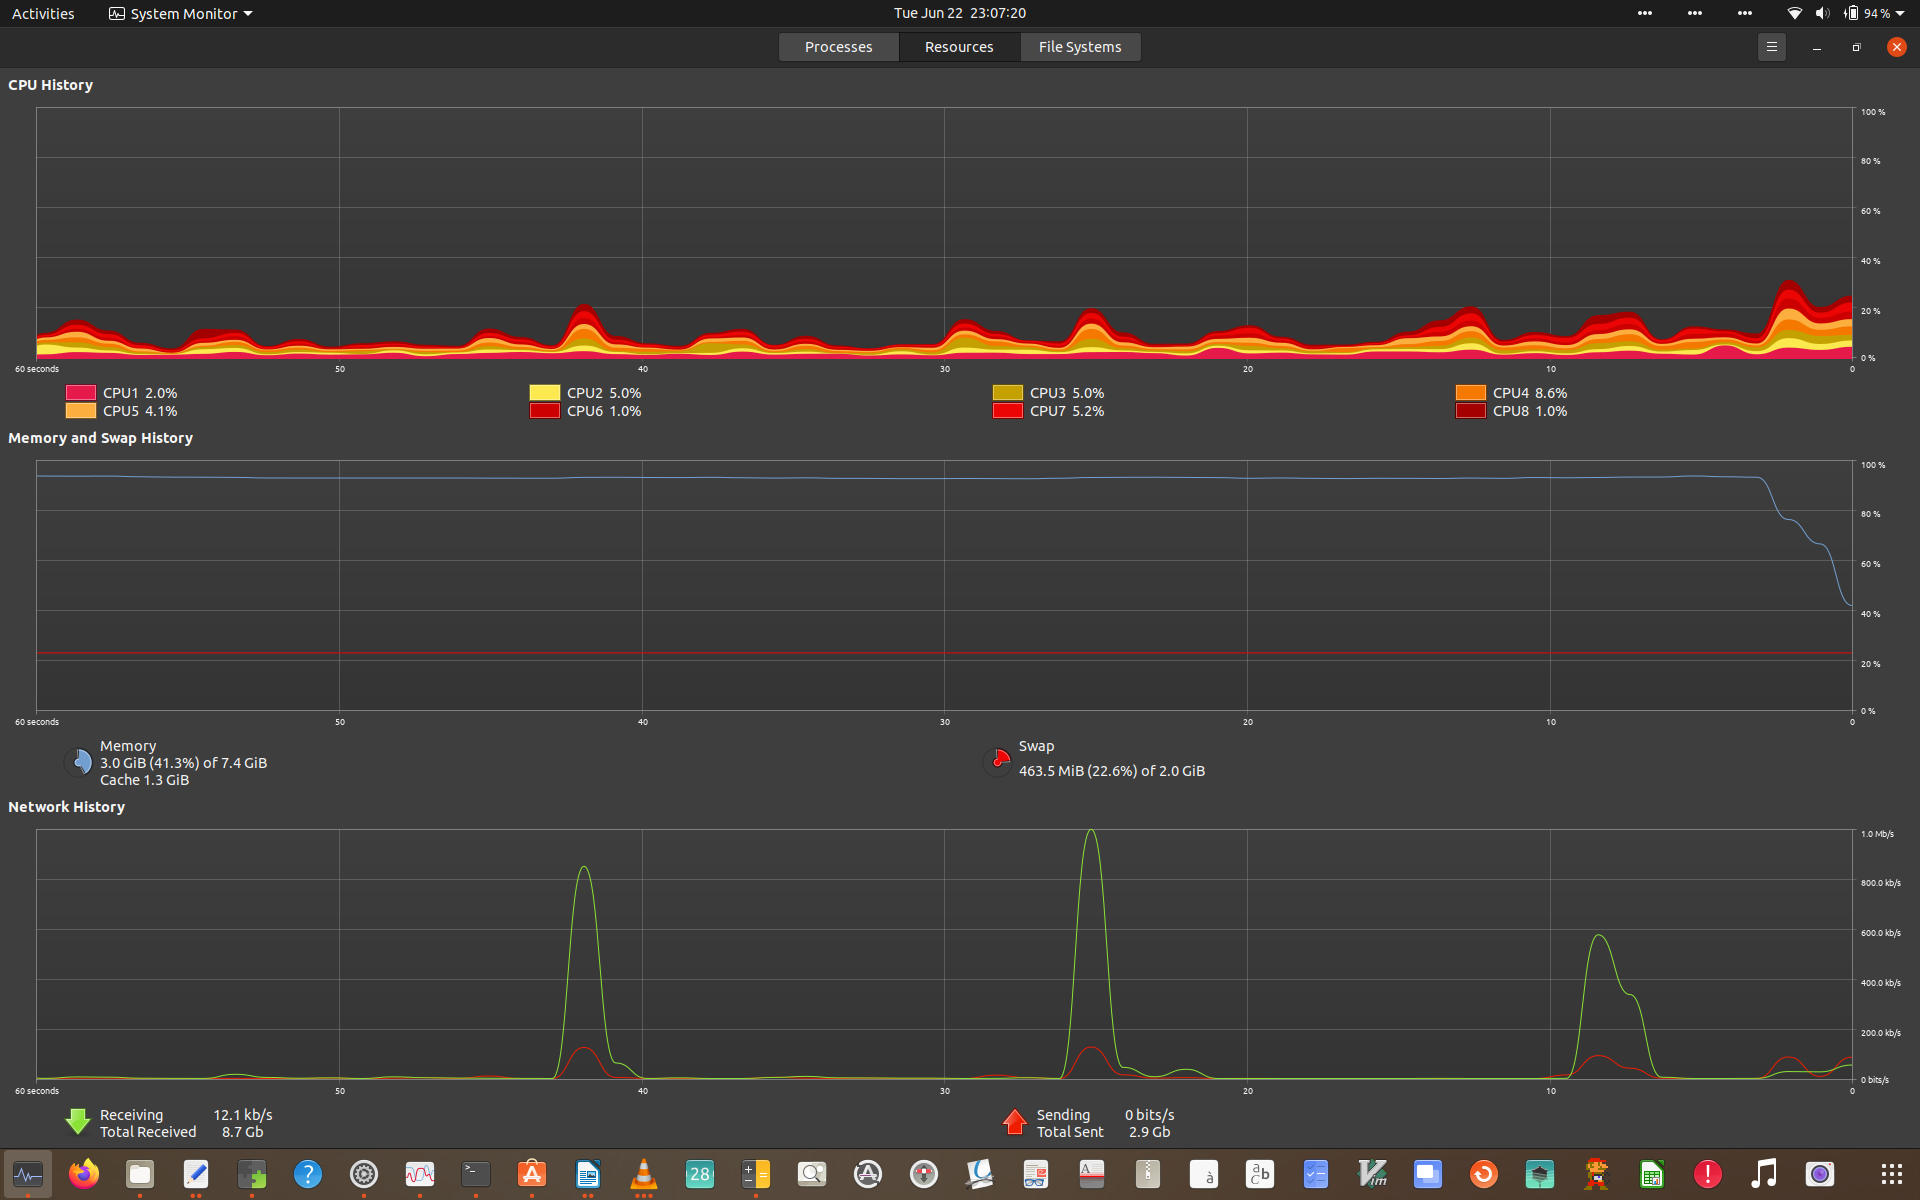 Activities System Monitor Tue Jun 22 23:07:20 94 %
Processes Resources File Systems
CPU History
100 %
80 %
60 %
40 %
20 %
0 %
60 seconds 50 40 30 20 10 0
CPU1 2.0% CPU2 5.0% CPU3 5.0% CPU4 8.6%
CPU5 4.1% CPU6 1.0% CPU7 5.2% CPU8 1.0%
Memory and Swap History
100 %
80 %
60 %
40 %
20 %
0 %
60 seconds 50 40 30 20 10 0
Memory
3.0 GiB (41.3%) of 7.4 GiB
Cache 1.3 GiB
Swap
463.5 MiB (22.6%) of 2.0 GiB
Network History
1.0 Mb/s
800.0 kb/s
600.0 kb/s
400.0 kb/s
200.0 kb/s
0 bits/s
60 seconds 50 40 30 20 10 0
Receiving 12.1 kb/s
Total Received 8.7 Gb
Sending 0 bits/s
Total Sent 2.9 Gb
28
à
a b c
Vim